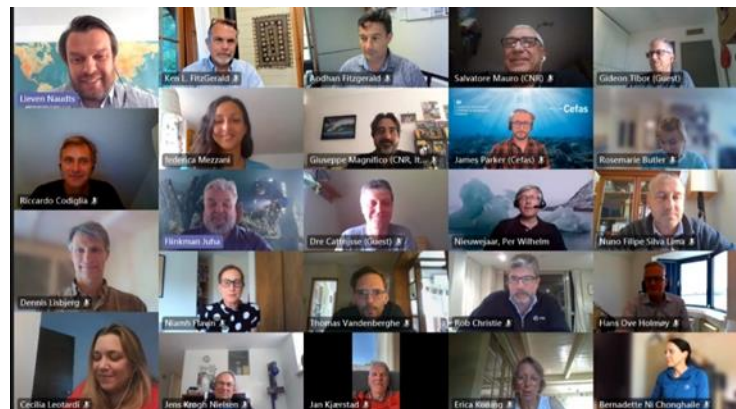 Lieven Naudts
Ken L. FitzGerald
Aodhan Fitzgerald
Salvatore Mauro (CNR)
Gideon Tibor (Guest)
Riccardo Codiglia
federica Mezzani
Giuseppe Magnifico (CNR, It...
Cefas
James Parker (Cefas)
Rosemarie Butler
Dennis Lisbjerg
Flinkman Juha
Dre Cattrijsse (Guest)
Nieuwejaar, Per Wilhelm
Nuno Filipe Silva Lima
Niamh Flavin
Thomas Vandenberghe
Rob Christie
Hans Ove Holmøy
Cecilia Leotardi
Jens Krogh Nielsen
Jan Kjærstad
Erica Koning
Bernadette Ni Chonghaile